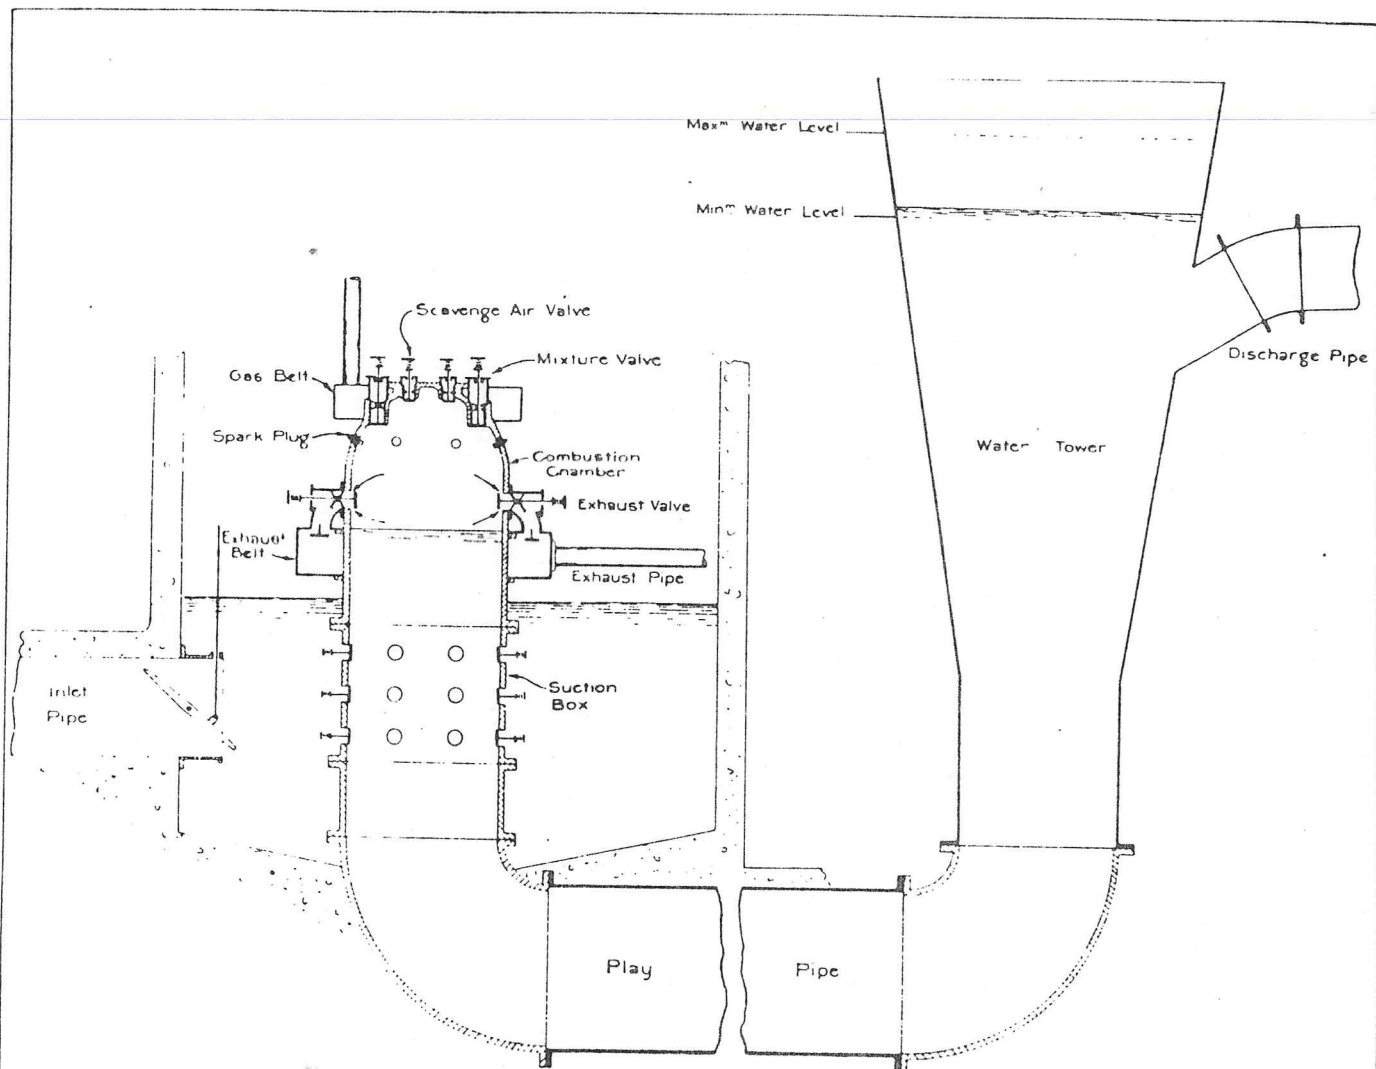 Maxᵐ Water Level
Minᵐ Water Level
Scavenge Air Valve
Mixture Valve
Gas Belt
Discharge Pipe
Spark Plug
Water Tower
Combustion
Chamber
Exhaust Valve
Exhaust
Belt
Exhaust Pipe
Suction
Box
Inlet
Pipe
Play Pipe